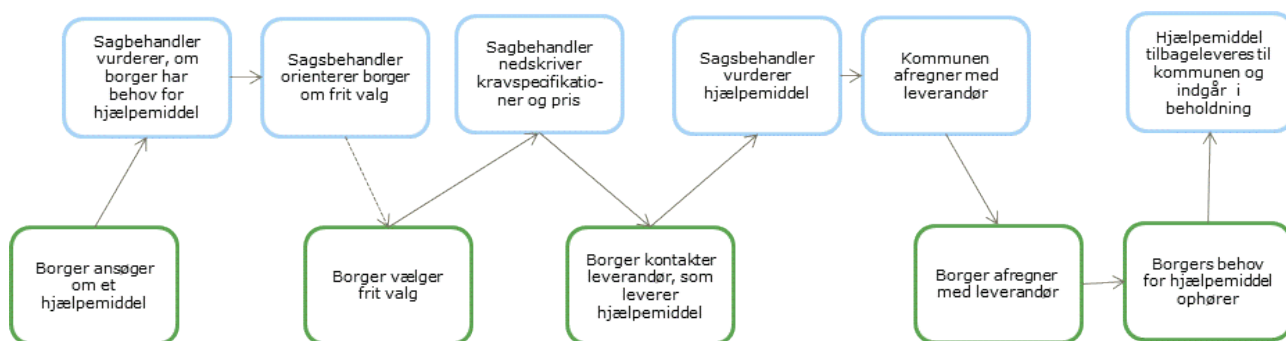 Sagbehandler
vurderer, om
borger har
behov for
hjælpemiddel
Sagsbehandler
orienterer borger
om frit valg
Sagbehandler
nedskriver
kravspecifikatio-
ner og pris
Sagsbehandler
vurderer
hjælpemiddel
Kommunen
afregner med
leverandør
Hjælpemiddel
tilbageleveres til
kommunen og
indgår i
beholdning
Borger ansøger
om et
hjælpemiddel
Borger vælger
frit valg
Borger kontakter
leverandør, som
leverer
hjælpemiddel
Borger afregner
med leverandør
Borgers behov
for hjælpemiddel
ophører